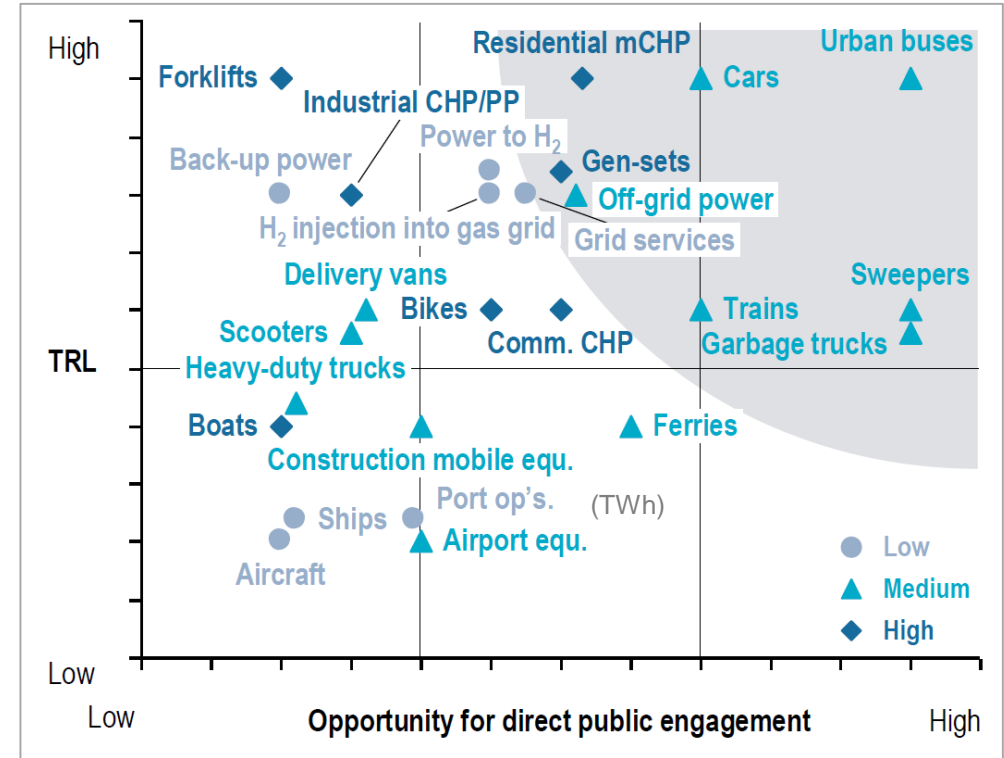 High
Residential mCHP
Urban buses
Forklifts
Cars
Industrial CHP/PP
Power to H₂
Back-up power
Gen-sets
Off-grid power
H₂ injection into gas grid
Grid services
Delivery vans
Sweepers
Bikes
Trains
Scooters
Comm. CHP
Garbage trucks
TRL
Heavy-duty trucks
Boats
Ferries
Construction mobile equ.
Port op’s.
(TWh)
Ships
Airport equ.
Low
Aircraft
Medium
High
Low
Low
Opportunity for direct public engagement
High